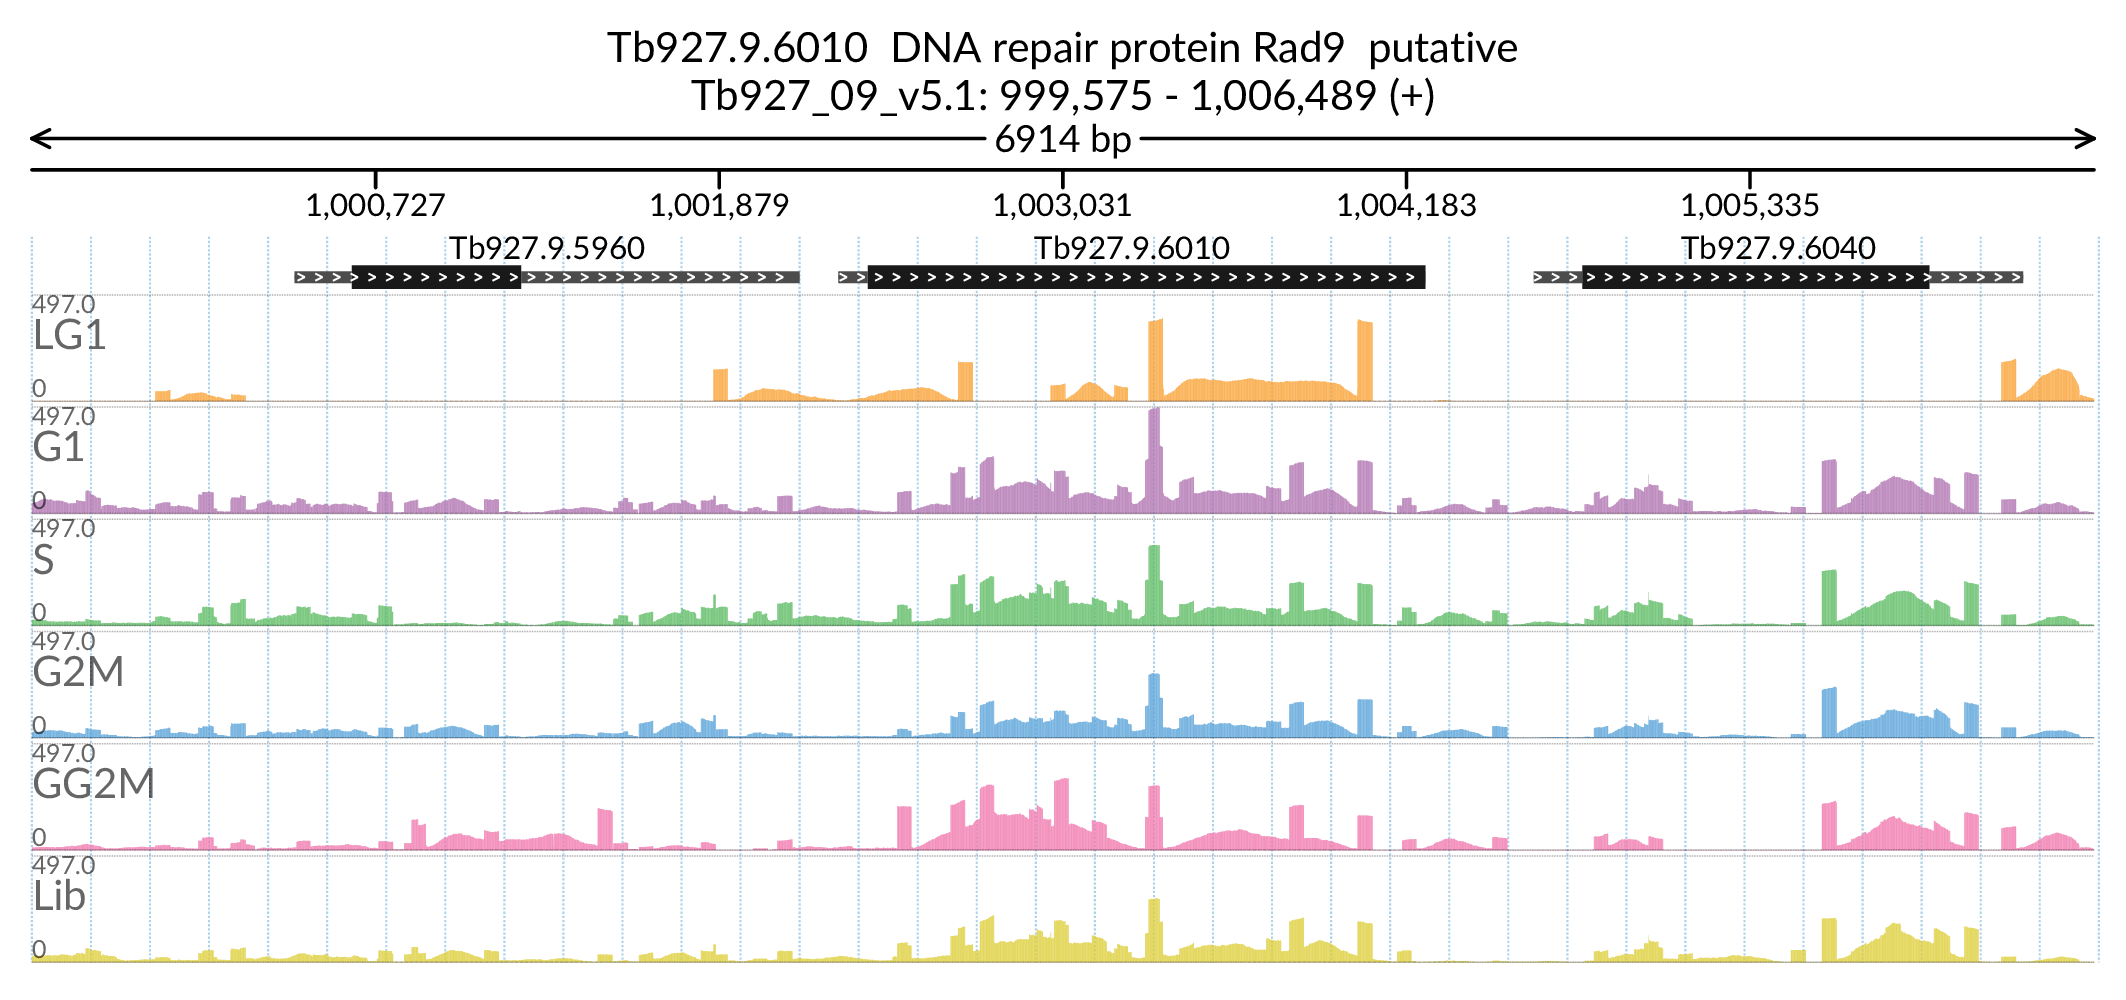 Tb927.9.6010 DNA repair protein Rad9 putative
Tb927_09_v5.1: 999,575 - 1,006,489 (+)
6914 bp
1,000,727 1,001,879 1,003,031 1,004,183 1,005,335
Tb927.9.5960 Tb927.9.6010 Tb927.9.6040
497.0
LG1
0
497.0
G1
0
497.0
S
0
497.0
G2M
0
497.0
GG2M
0
497.0
Lib
0